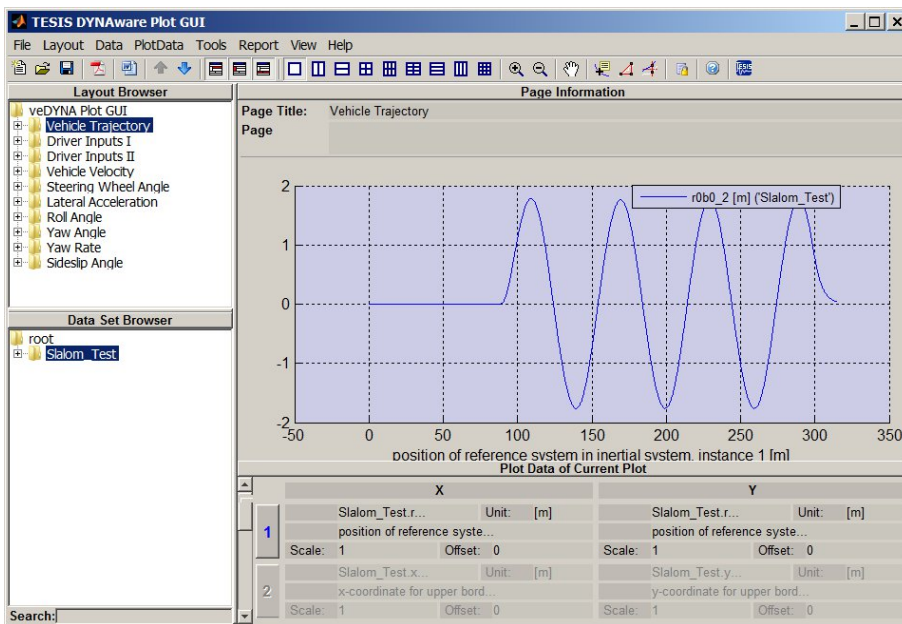 TESIS DYNAware Plot GUI
File Layout Data PlotData Tools Report View Help
Layout Browser
veDYNA Plot GUI
Vehicle Trajectory
Driver Inputs I
Driver Inputs II
Vehicle Velocity
Steering Wheel Angle
Lateral Acceleration
Roll Angle
Yaw Angle
Yaw Rate
Sideslip Angle
Data Set Browser
root
Slalom_Test
Search:
Page Information
Page Title: Vehicle Trajectory
Page
r0b0_2 [m] ('Slalom_Test')
2
1
0
-1
-2
-50 0 50 100 150 200 250 300 350
position of reference system in inertial system, instance 1 [m]
Plot Data of Current Plot
X Y
1
Slalom_Test.r... Unit: [m] Slalom_Test.r... Unit: [m]
position of reference syste... position of reference syste...
Scale: 1 Offset: 0 Scale: 1 Offset: 0
2
Slalom_Test.x... Unit: [m] Slalom_Test.y... Unit: [m]
x-coordinate for upper bord... y-coordinate for upper bord...
Scale: 1 Offset: 0 Scale: 1 Offset: 0